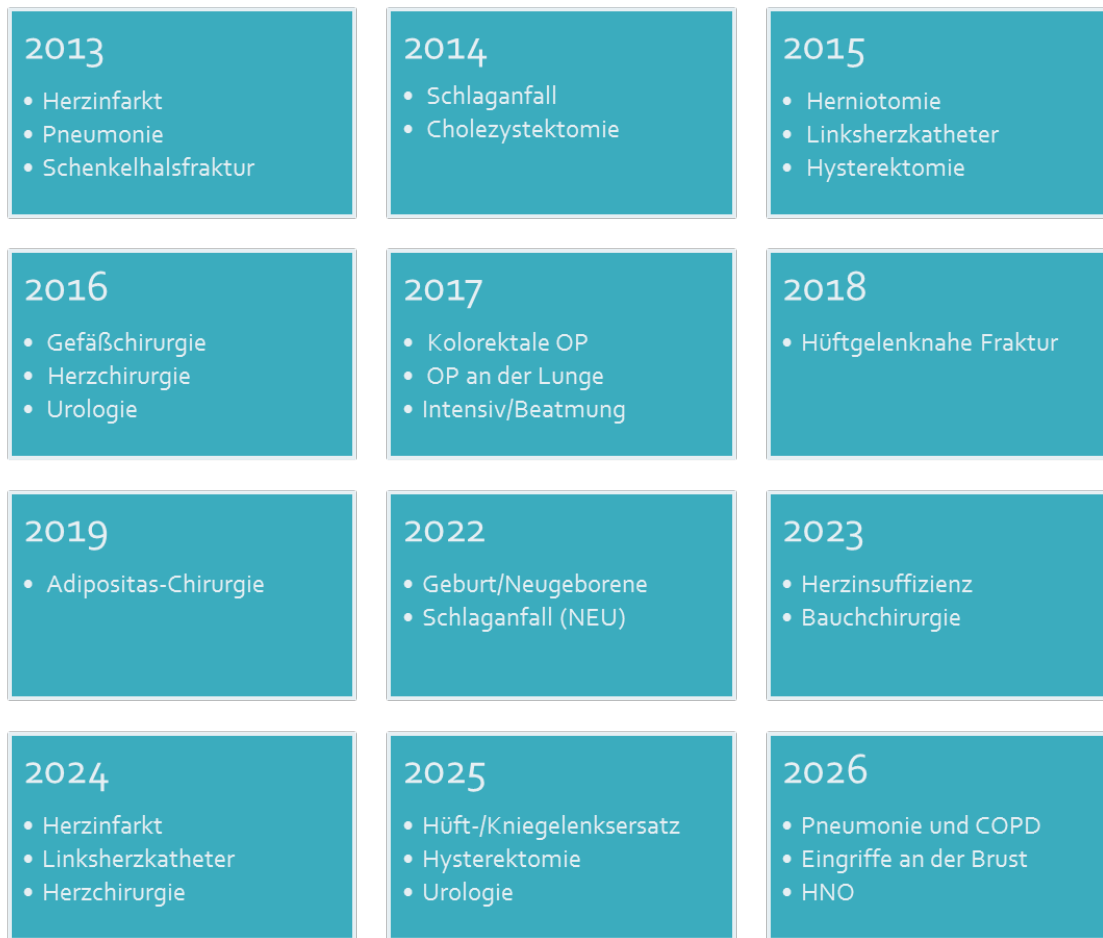 2013
• Herzinfarkt
• Pneumonie
• Schenkelhalsfraktur
2014
• Schlaganfall
• Cholezystektomie
2015
• Herniotomie
• Linksherzkatheter
• Hysterektomie
2016
• Gefäßchirurgie
• Herzchirurgie
• Urologie
2017
• Kolorektale OP
• OP an der Lunge
• Intensiv/Beatmung
2018
• Hüftgelenknahe Fraktur
2019
• Adipositas-Chirurgie
2022
• Geburt/Neugeborene
• Schlaganfall (NEU)
2023
• Herzinsuffizienz
• Bauchchirurgie
2024
• Herzinfarkt
• Linksherzkatheter
• Herzchirurgie
2025
• Hüft-/Kniegelenksersatz
• Hysterektomie
• Urologie
2026
• Pneumonie und COPD
• Eingriffe an der Brust
• HNO